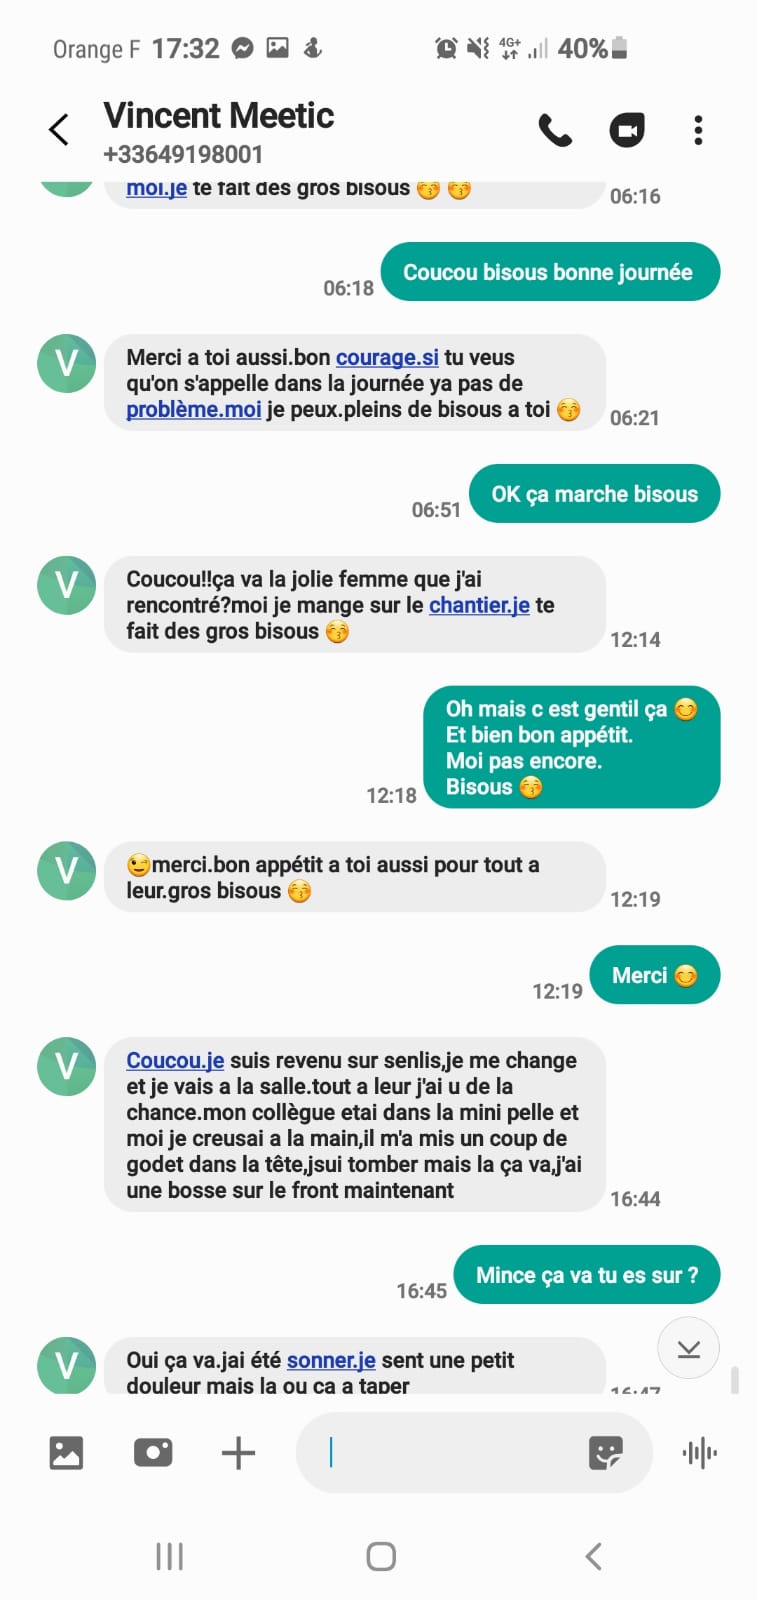 Orange F 17:32 4G+ 40%
Vincent Meetic
+33649198001
moi.je te fait des gros bisous 😚 😚
06:16
Coucou bisous bonne journée
06:18
V
Merci a toi aussi.bon courage.si tu veus
qu'on s'appelle dans la journée ya pas de
problème.moi je peux.pleins de bisous a toi 😚
06:21
OK ça marche bisous
06:51
V
Coucou!!ça va la jolie femme que j'ai
rencontré?moi je mange sur le chantier.je te
fait des gros bisous 😚
12:14
Oh mais c est gentil ça 😊
Et bien bon appétit.
Moi pas encore.
Bisous 😚
12:18
V
😉merci.bon appétit a toi aussi pour tout a
leur.gros bisous 😚
12:19
Merci 😊
12:19
V
Coucou.je suis revenu sur senlis,je me change
et je vais a la salle.tout a leur j'ai u de la
chance.mon collègue etai dans la mini pelle et
moi je creusai a la main,il m'a mis un coup de
godet dans la tête,jsui tomber mais la ça va,j'ai
une bosse sur le front maintenant
16:44
Mince ça va tu es sur ?
16:45
V
Oui ça va.jai été sonner.je sent une petit
douleur mais la ou ça a taper
16:47